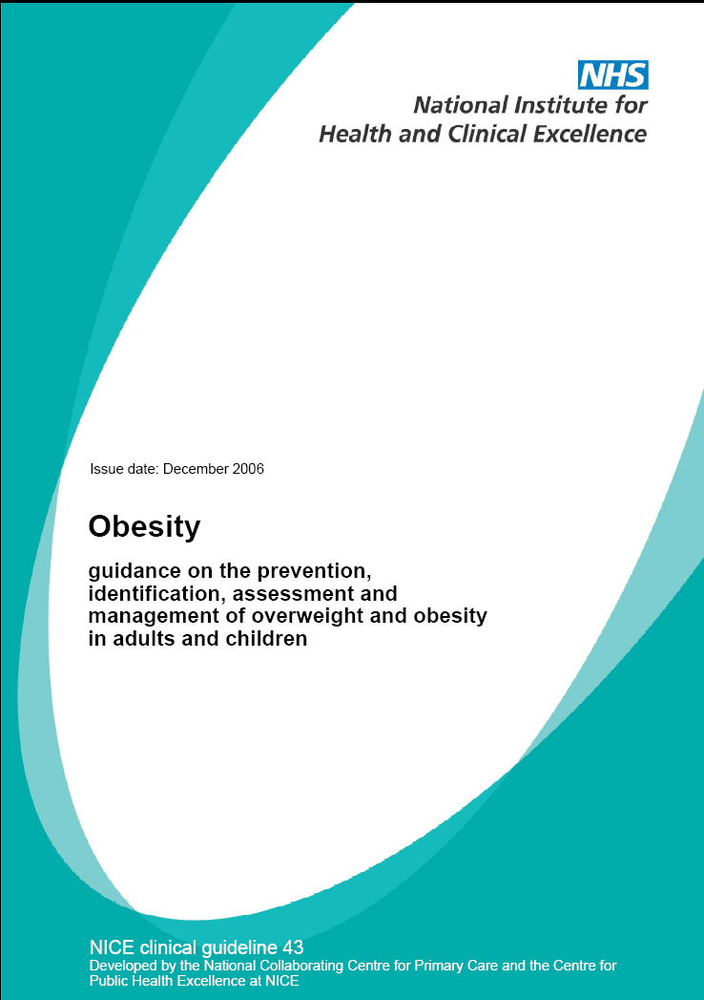 NHS
National Institute for
Health and Clinical Excellence
Issue date: December 2006
Obesity
guidance on the prevention,
identification, assessment and
management of overweight and obesity
in adults and children
NICE clinical guideline 43
Developed by the National Collaborating Centre for Primary Care and the Centre for
Public Health Excellence at NICE